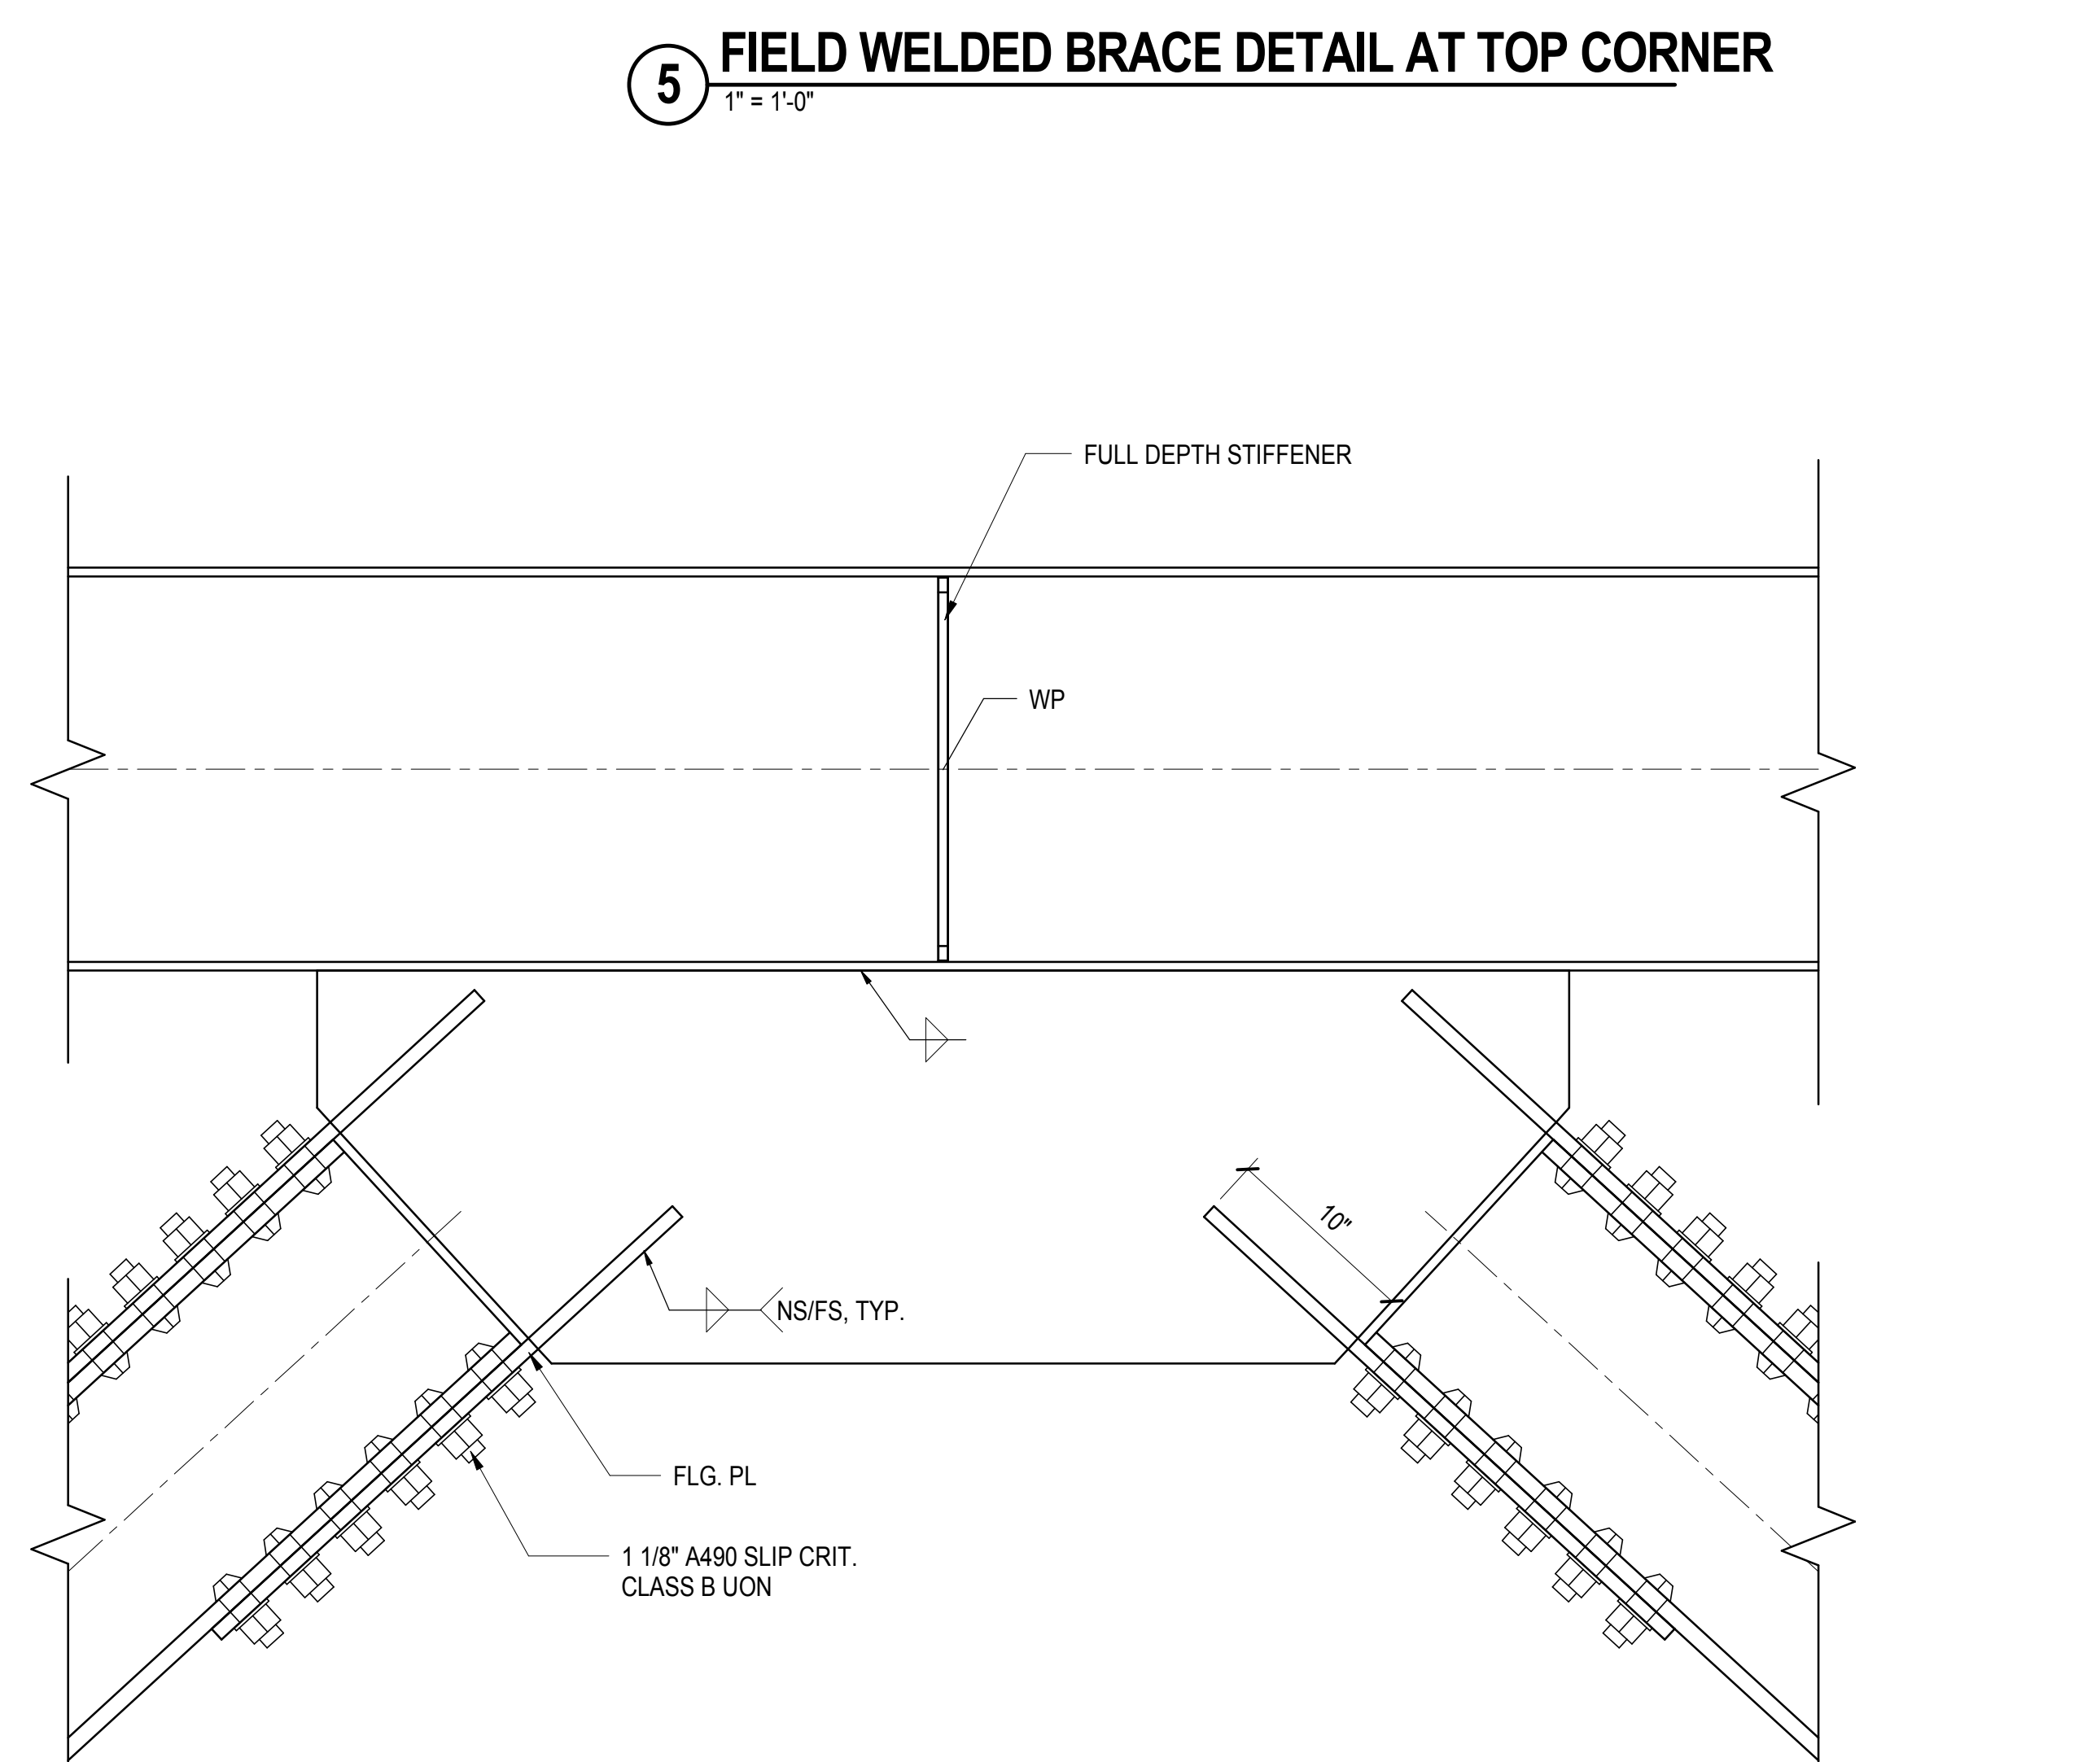 5
FIELD WELDED BRACE DETAIL AT TOP CORNER
1" = 1'-0"
FULL DEPTH STIFFENER
WP
10"
NS/FS, TYP.
FLG. PL
1 1/8" A490 SLIP CRIT.
CLASS B UON